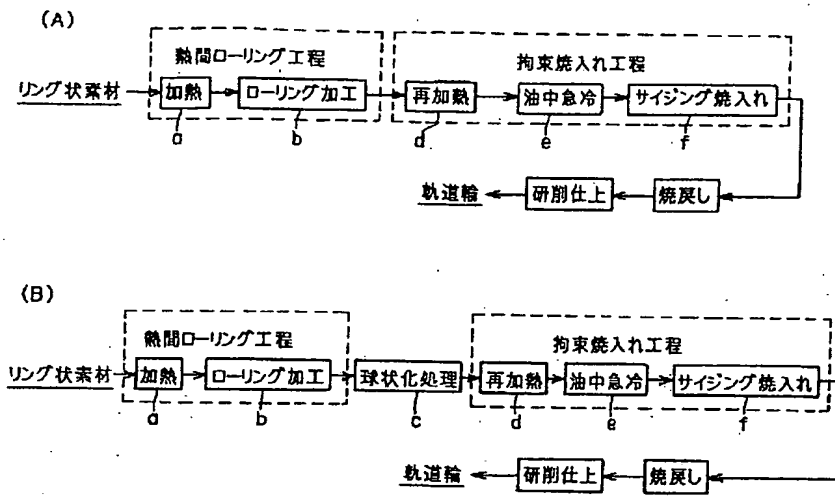 (A)
熱間ローリング工程
拘束焼入れ工程
リング状素材
加熱
ローリング加工
再加熱
油中急冷
サイジング焼入れ
a
b
d
e
f
軌道輪
研削仕上
焼戻し
(B)
熱間ローリング工程
拘束焼入れ工程
リング状素材
加熱
ローリング加工
球状化処理
再加熱
油中急冷
サイジング焼入れ
a
b
c
d
e
f
軌道輪
研削仕上
焼戻し